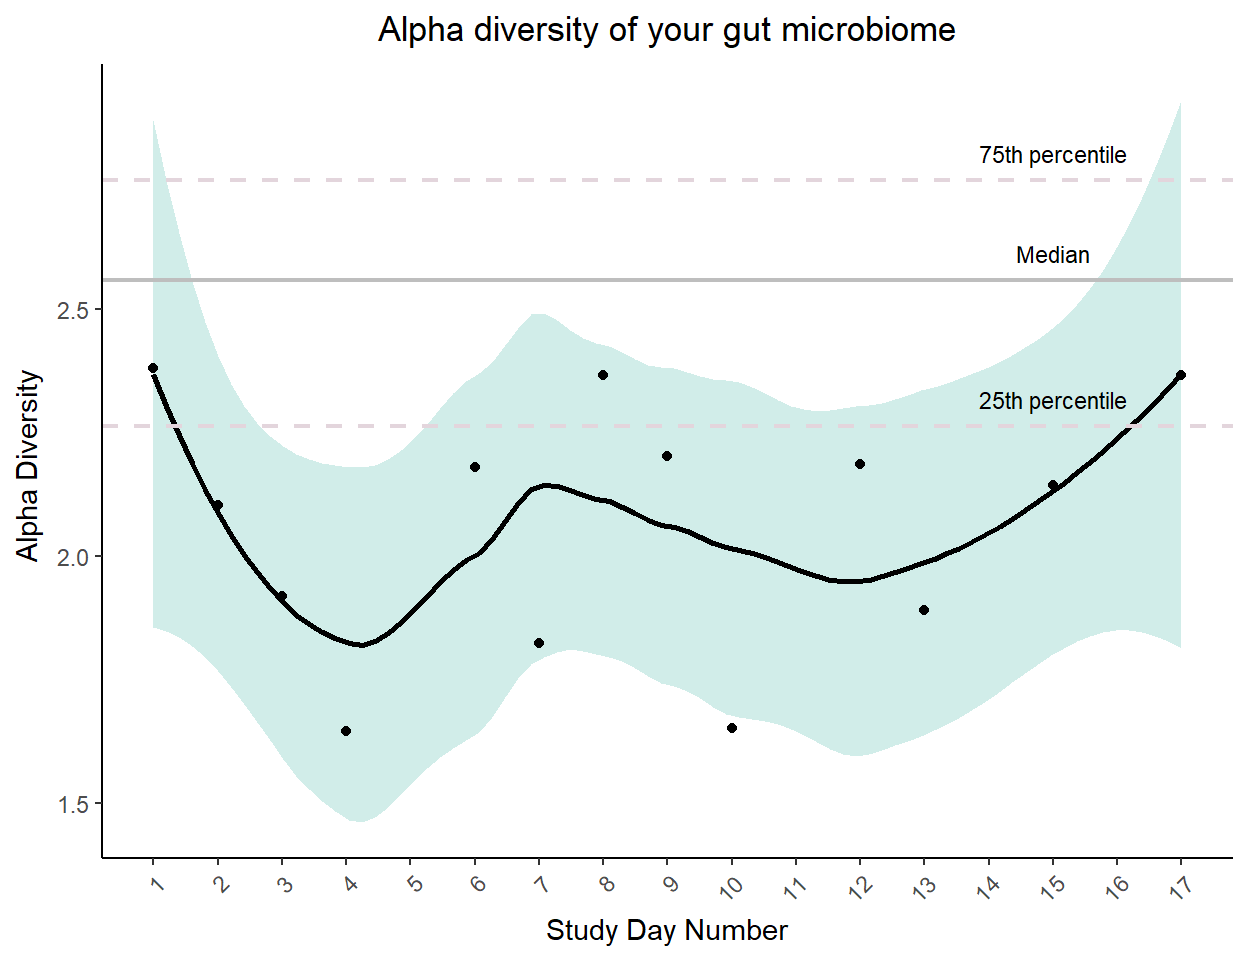 Alpha diversity of your gut microbiome
75th percentile
Median
2.5
25th percentile
2.0
1.5
Alpha Diversity
1 2 3 4 5 6 7 8 9 10 11 12 13 14 15 16 17
Study Day Number